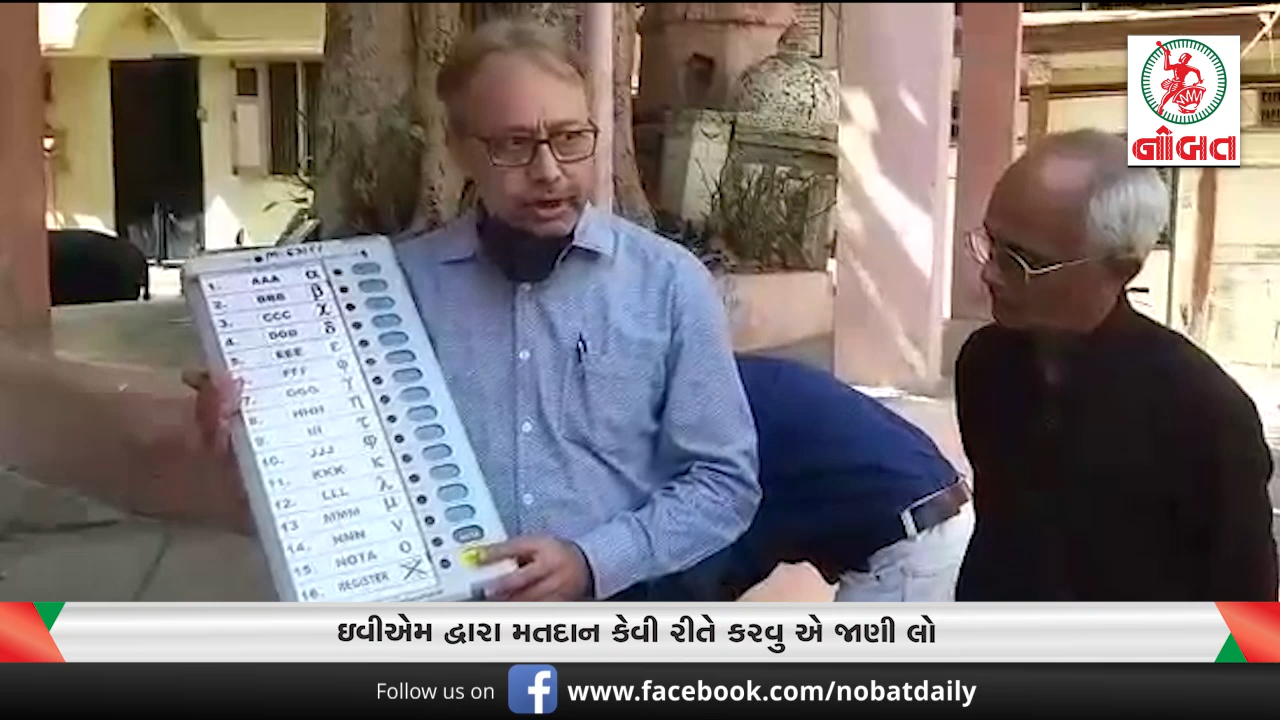 નોબત
M-631
1. AAA α
2. BBB β
3. CCC χ
4. DDD δ
5. EEE ε
FFF φ
7. GGG γ
8. HHH η
9. III τ
10. JJJ φ
11. KKK κ
12. LLL λ
13 MMM μ
14. NNN ν
15. NOTA O
16. REGISTER X
ઇવીએમ દ્વારા મતદાન કેવી રીતે કરવુ એ જાણી લો
Follow us on f www.facebook.com/nobatdaily